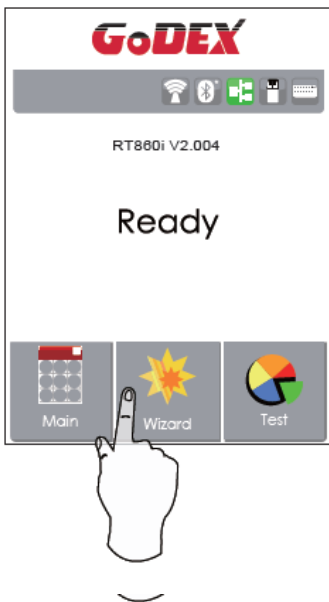 GoDEX
RT860i V2.004
Ready
Main
Wizard
Test